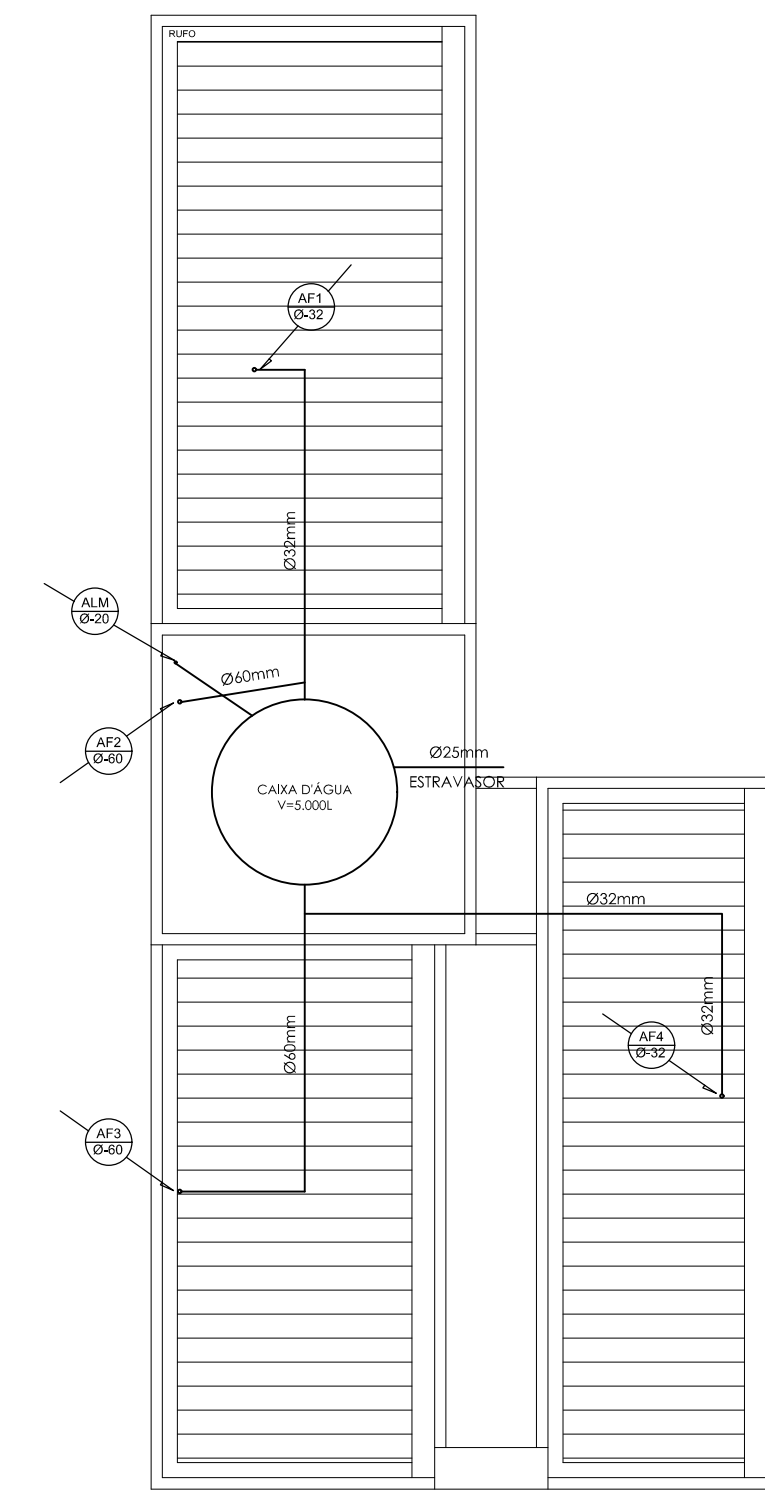 RUFO
AF1
Ø-32
Ø32mm
ALM
Ø-20
Ø60mm
AF2
Ø-60
Ø25mm
ESTRAVASOR
CAIXA D'ÁGUA
V=5.000L
Ø32mm
Ø32mm
AF4
Ø-32
Ø60mm
AF3
Ø-60